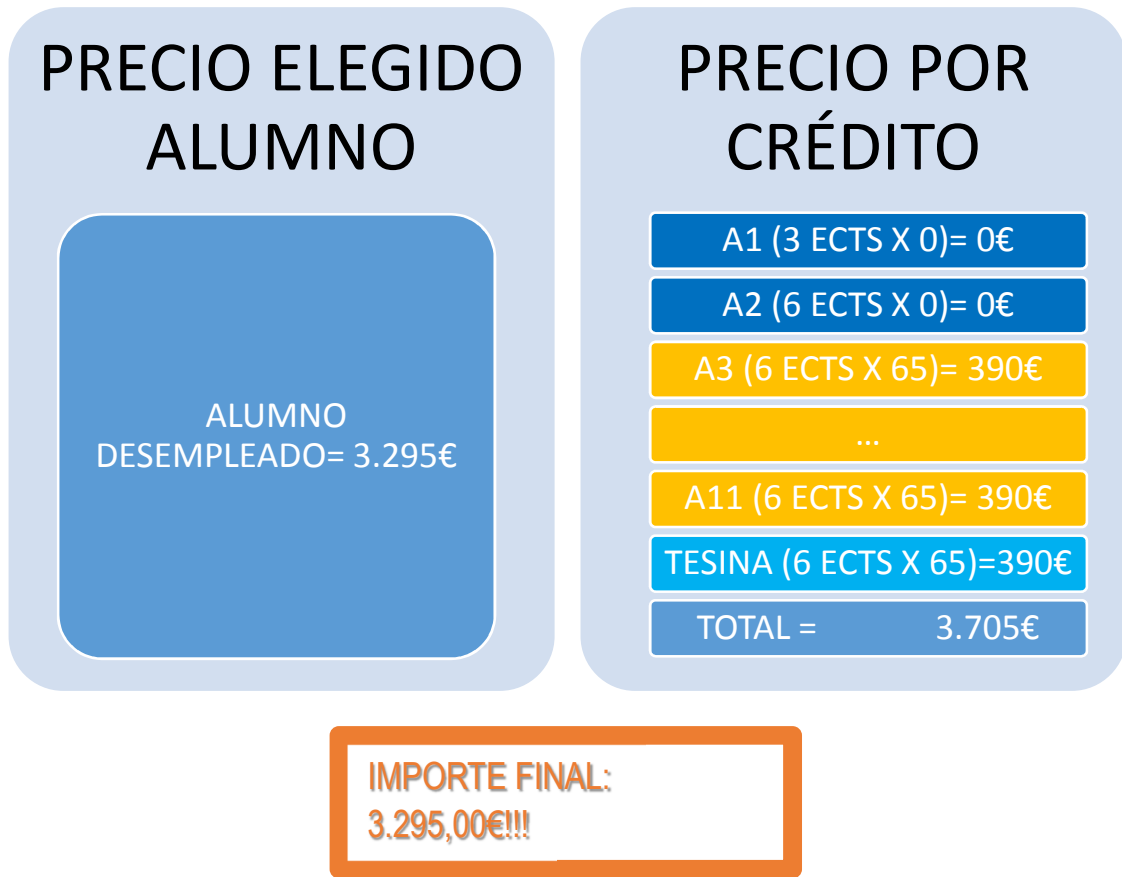 PRECIO ELEGIDO
ALUMNO
ALUMNO
DESEMPLEADO= 3.295€
PRECIO POR
CRÉDITO
A1 (3 ECTS X 0)= 0€
A2 (6 ECTS X 0)= 0€
A3 (6 ECTS X 65)= 390€
...
A11 (6 ECTS X 65)= 390€
TESINA (6 ECTS X 65)=390€
TOTAL = 3.705€
IMPORTE FINAL:
3.295,00€!!!